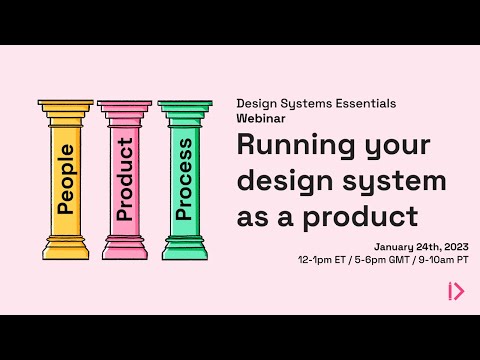 People
Product
Process
Design Systems Essentials
Webinar
Running your
design system
as a product
January 24th, 2023
12-1pm ET / 5-6pm GMT / 9-10am PT